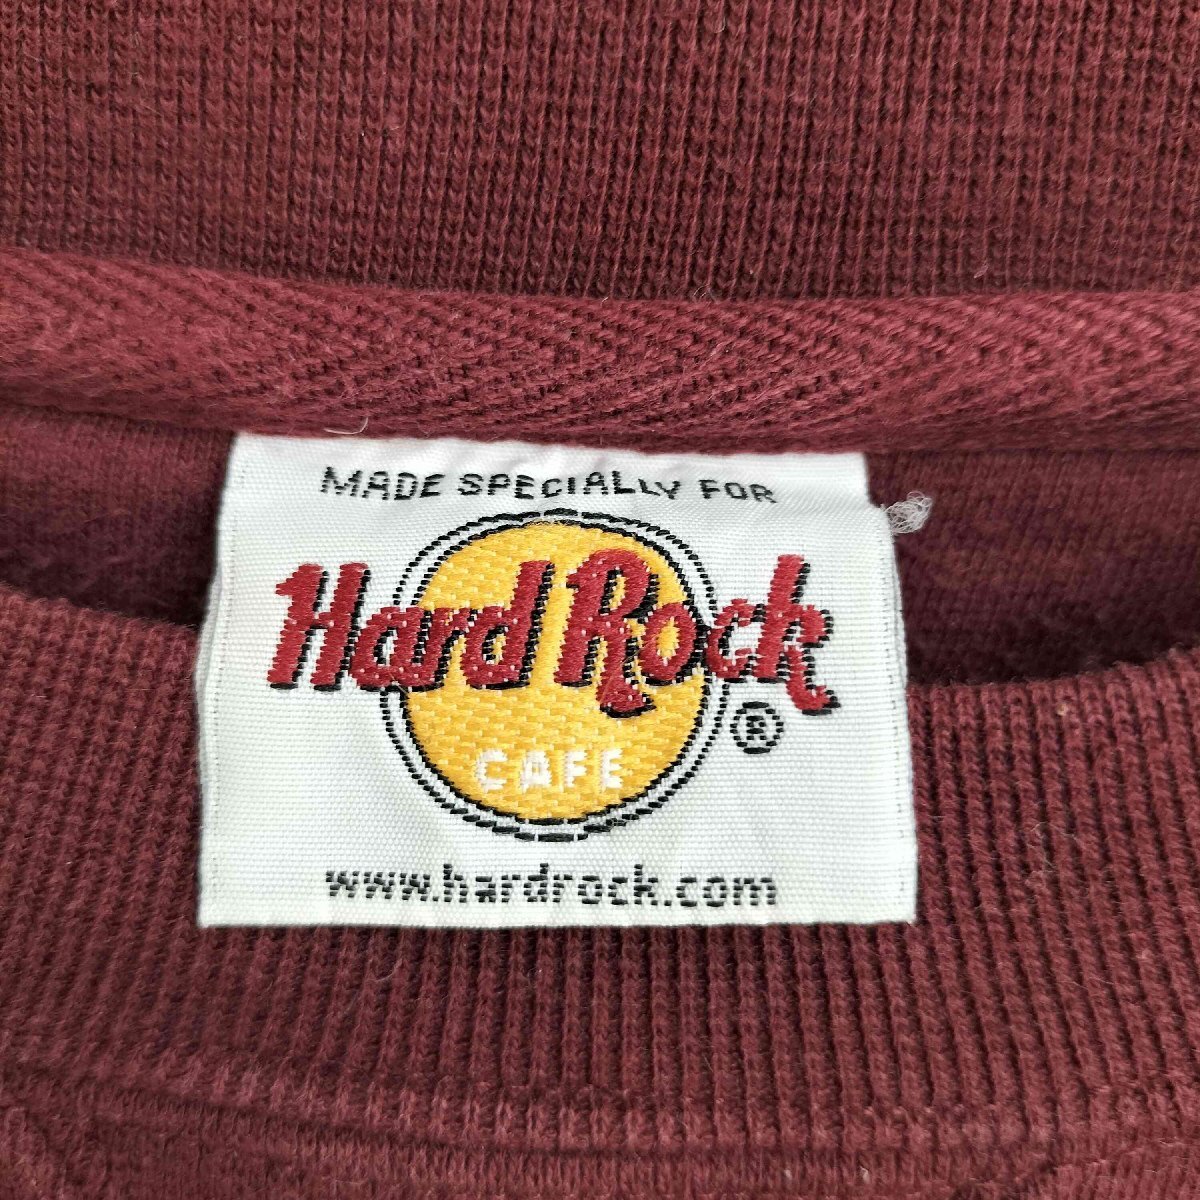 MADE SPECIALLY FOR
Hard Rock
®
CAFE
www.hardrock.com